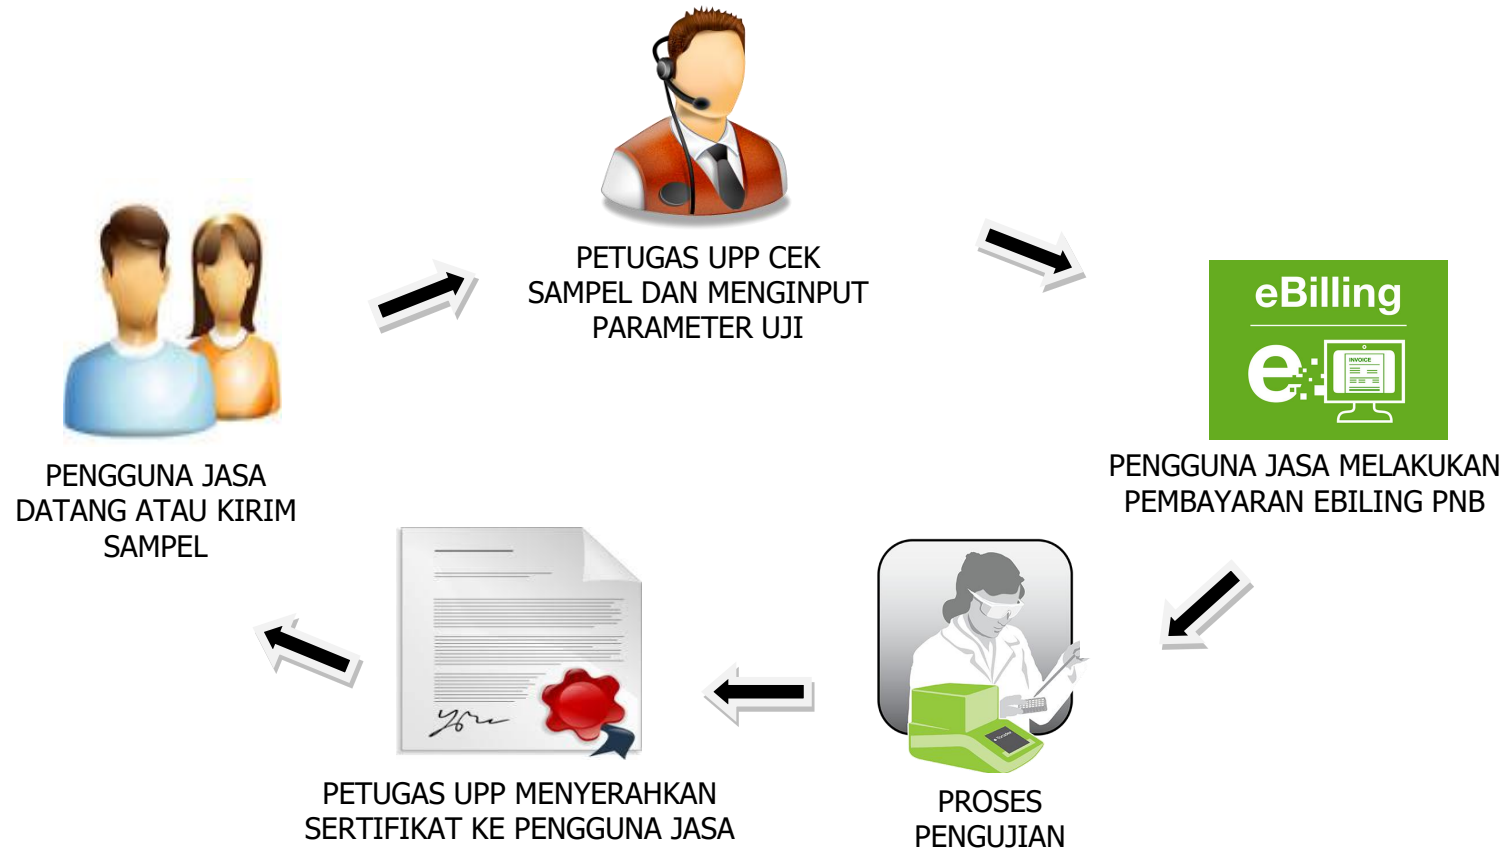 PETUGAS UPP CEK
SAMPEL DAN MENGINPUT
PARAMETER UJI
eBilling
e
INVOICE
PENGGUNA JASA
DATANG ATAU KIRIM
SAMPEL
PENGGUNA JASA MELAKUKAN
PEMBAYARAN EBILING PNB
PETUGAS UPP MENYERAHKAN
SERTIFIKAT KE PENGGUNA JASA
PROSES
PENGUJIAN